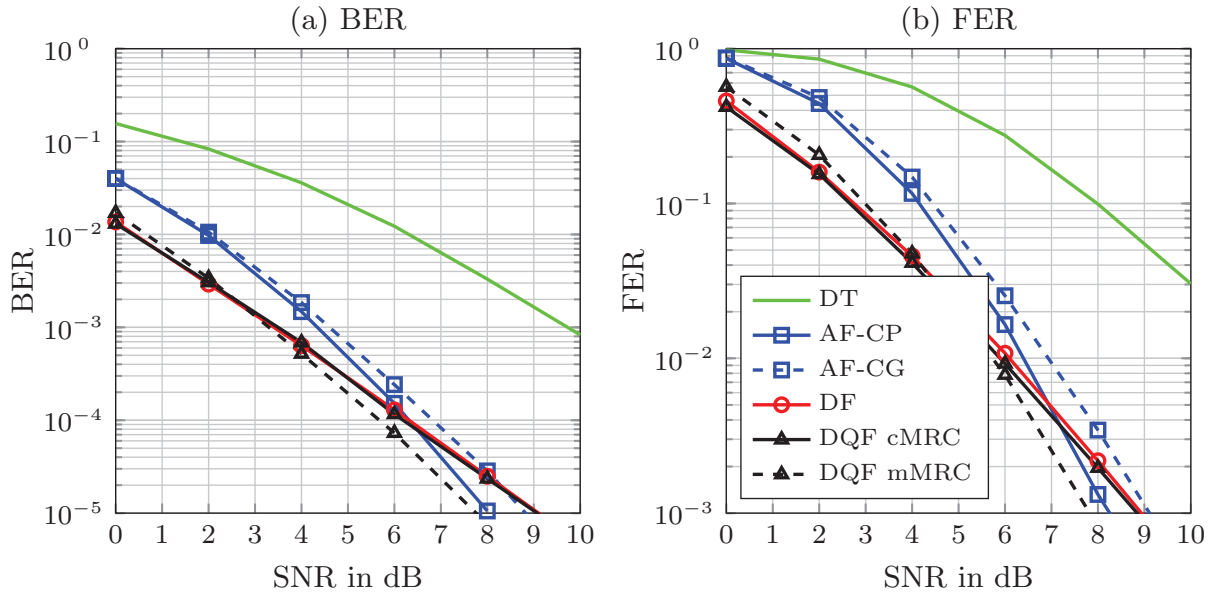 (a) BER
10^0
10^-1
10^-2
10^-3
10^-4
10^-5
BER
0 1 2 3 4 5 6 7 8 9 10
SNR in dB
(b) FER
10^0
10^-1
10^-2
10^-3
FER
DT
AF-CP
AF-CG
DF
DQF cMRC
DQF mMRC
0 1 2 3 4 5 6 7 8 9 10
SNR in dB